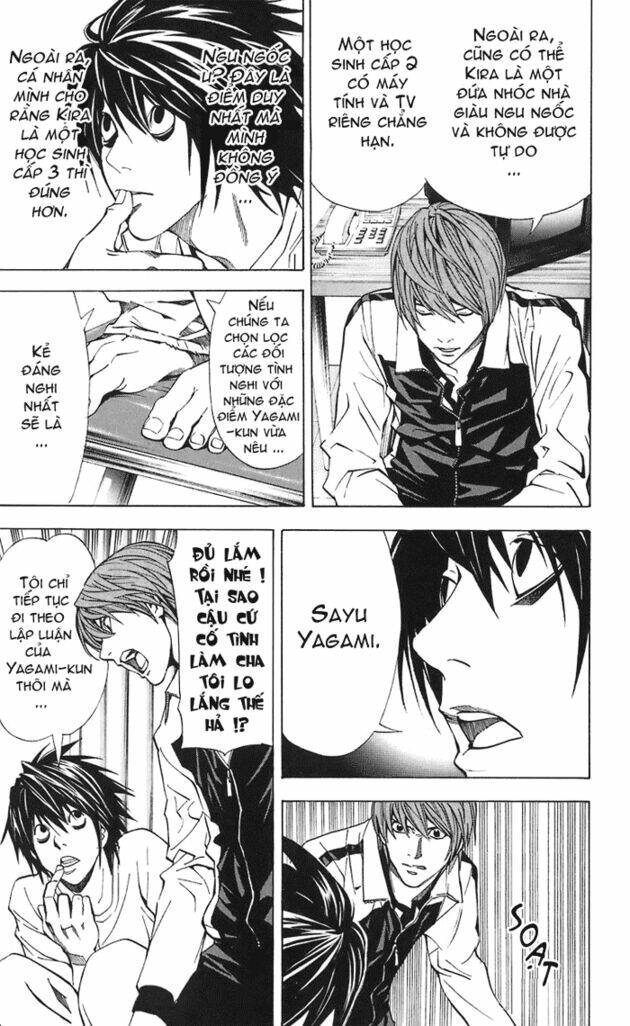 NGOÀI RA,
CŨNG CÓ THỂ
KIRA LÀ MỘT
ĐỨA NHÓC NHÀ
GIÀU NGU NGỐC
VÀ KHÔNG ĐƯỢC
TỰ DO
...
MỘT HỌC
SINH CẤP 2
CÓ MÁY
TÍNH VÀ TV
RIÊNG CHẲNG
HẠN.
NGU NGỐC
Ư? ĐÂY LÀ
ĐIỂM DUY
NHẤT MÀ
MÌNH
KHÔNG
ĐỒNG Ý
...
NGOÀI RA,
CÁ NHÂN
MÌNH CHO
RẰNG KIRA
LÀ MỘT
HỌC SINH
CẤP 3 THÌ
ĐÚNG
HƠN.
NẾU
CHÚNG TA
CHỌN LỌC
CÁC ĐỐI
TƯỢNG TÌNH
NGHI VỚI
NHỮNG ĐẶC
ĐIỂM YAGAMI
-KUN VỪA
NÊU ...
KẺ
ĐÁNG
NGHI
NHẤT
SẼ LÀ
...
SAYU
YAGAMI.
SOẠT
ĐỦ LẮM
RỒI NHÉ !
TẠI SAO
CẬU CỨ
CỐ TÌNH
LÀM CHA
TÔI LO
LẮNG THẾ
HẢ !?
TÔI CHỈ
TIẾP TỤC
ĐI THEO
LẬP LUẬN
CỦA
YAGAMI-KUN
THÔI MÀ
...